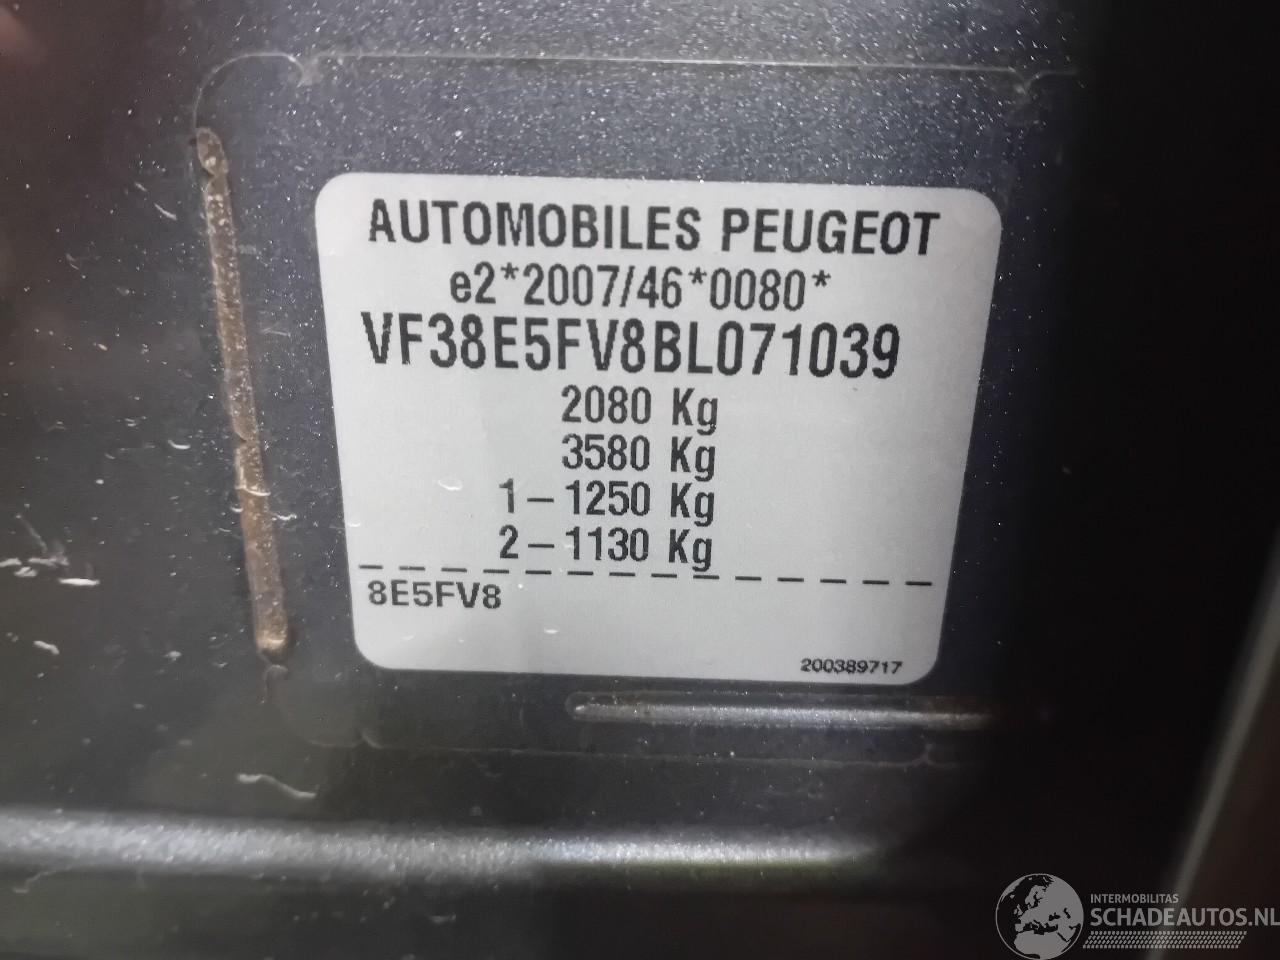 AUTOMOBILES PEUGEOT
e2*2007/46*0080*
VF38E5FV8BL071039
2080 Kg
3580 Kg
1-1250 Kg
2-1130 Kg
8E5FV8
200389717
INTERMOBILITAS
SCHADEAUTOS.NL